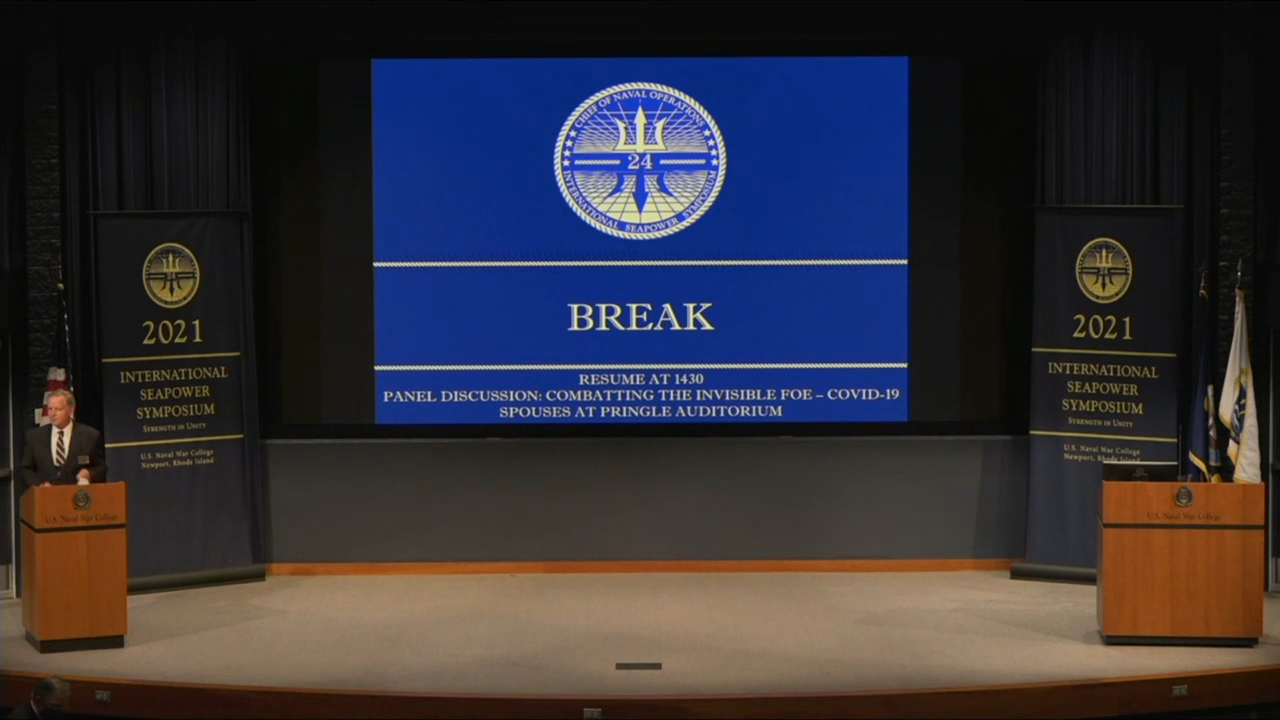 CHIEF OF NAVAL OPERATIONS
24
INTERNATIONAL SEAPOWER SYMPOSIUM
BREAK
RESUME AT 1430
PANEL DISCUSSION: COMBATTING THE INVISIBLE FOE – COVID-19
SPOUSES AT PRINGLE AUDITORIUM
24
2021
INTERNATIONAL
SEAPOWER
SYMPOSIUM
STRENGTH IN UNITY
U.S. Naval War College
Newport, Rhode Island
U.S. Naval War College
24
2021
INTERNATIONAL
SEAPOWER
SYMPOSIUM
STRENGTH IN UNITY
U.S. Naval War College
Newport, Rhode Island
U.S. Naval War College